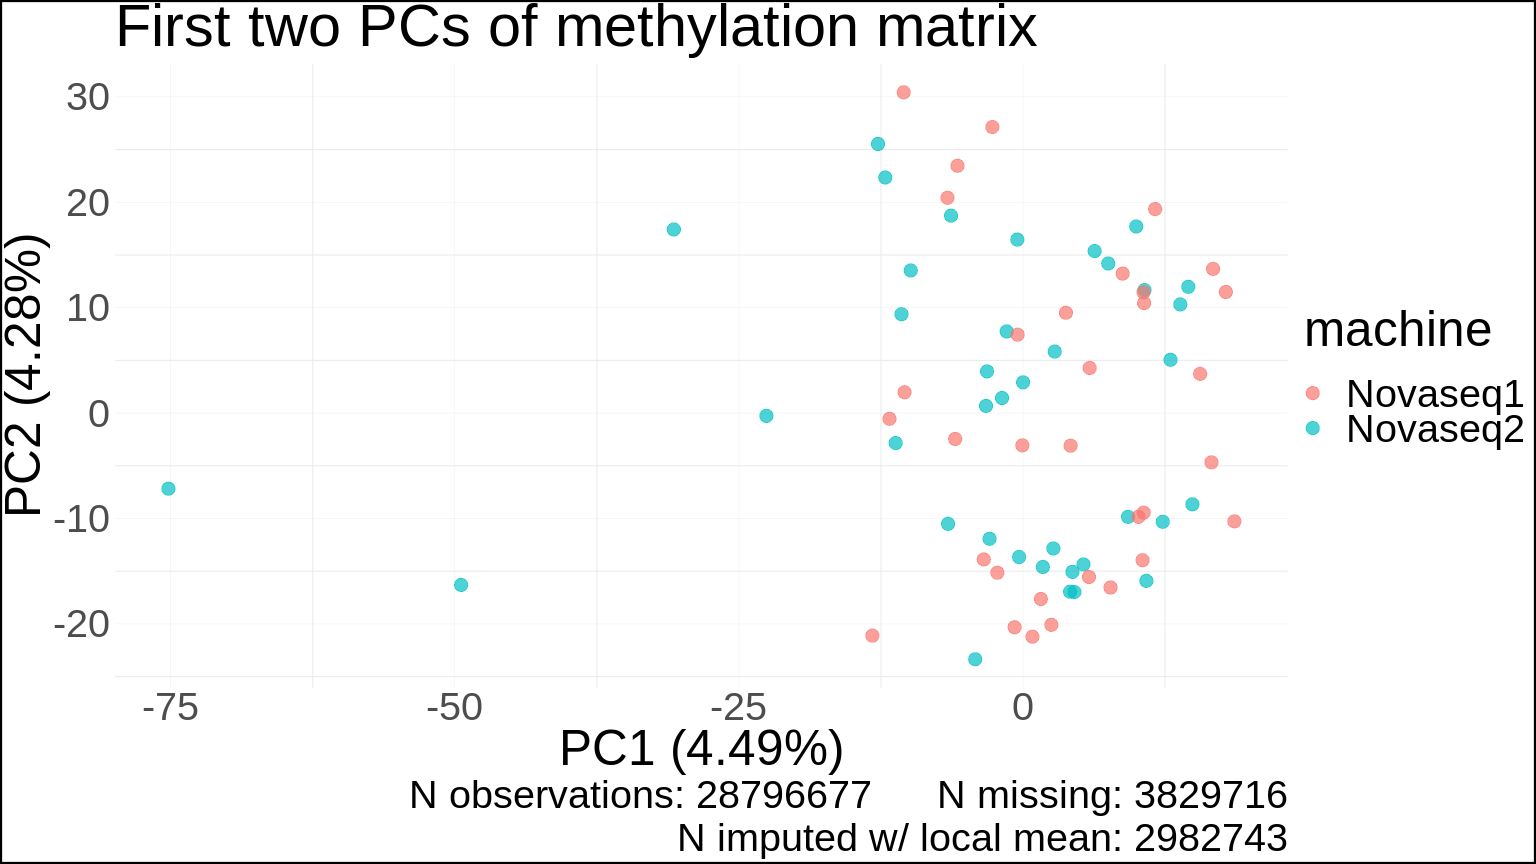 First two PCs of methylation matrix
30
20
10
0
-10
-20
PC2 (4.28%)
-75 -50 -25 0
PC1 (4.49%)
machine
Novaseq1
Novaseq2
N observations: 28796677 N missing: 3829716
N imputed w/ local mean: 2982743